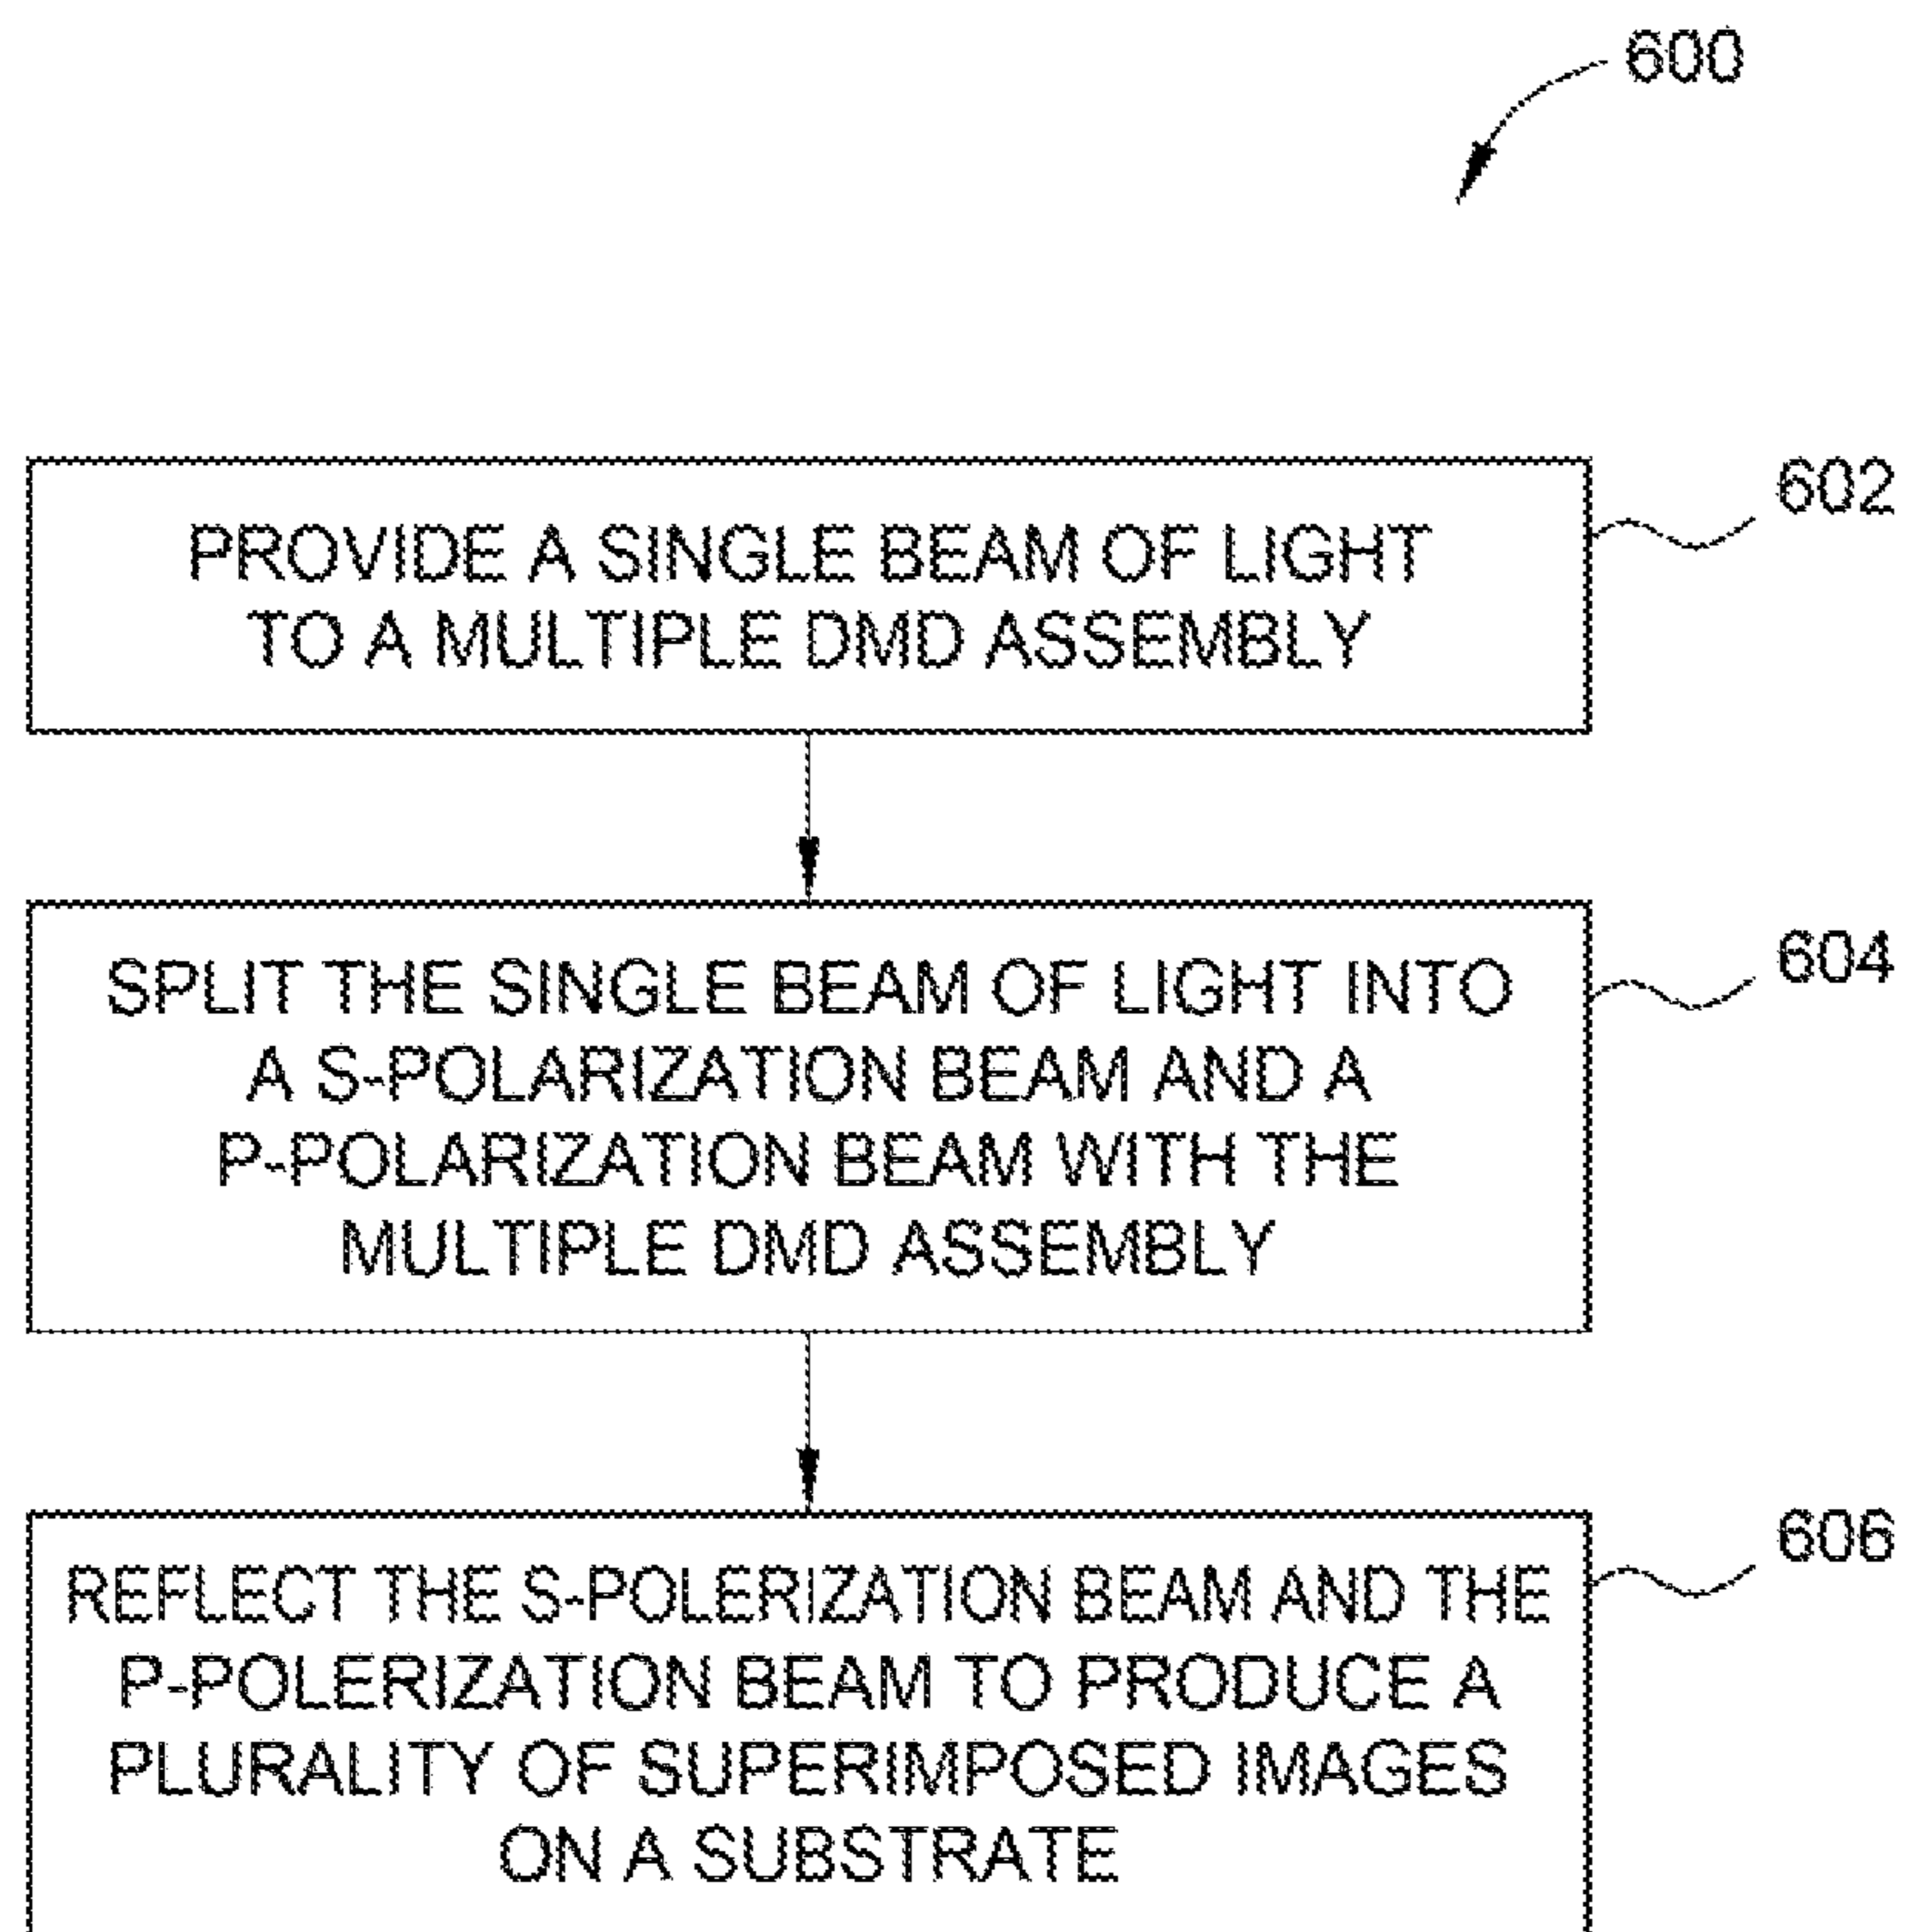 600
602
PROVIDE A SINGLE BEAM OF LIGHT
TO A MULTIPLE DMD ASSEMBLY
604
SPLIT THE SINGLE BEAM OF LIGHT INTO
A S-POLARIZATION BEAM AND A
P-POLARIZATION BEAM WITH THE
MULTIPLE DMD ASSEMBLY
606
REFLECT THE S-POLERIZATION BEAM AND THE
P-POLERIZATION BEAM TO PRODUCE A
PLURALITY OF SUPERIMPOSED IMAGES
ON A SUBSTRATE